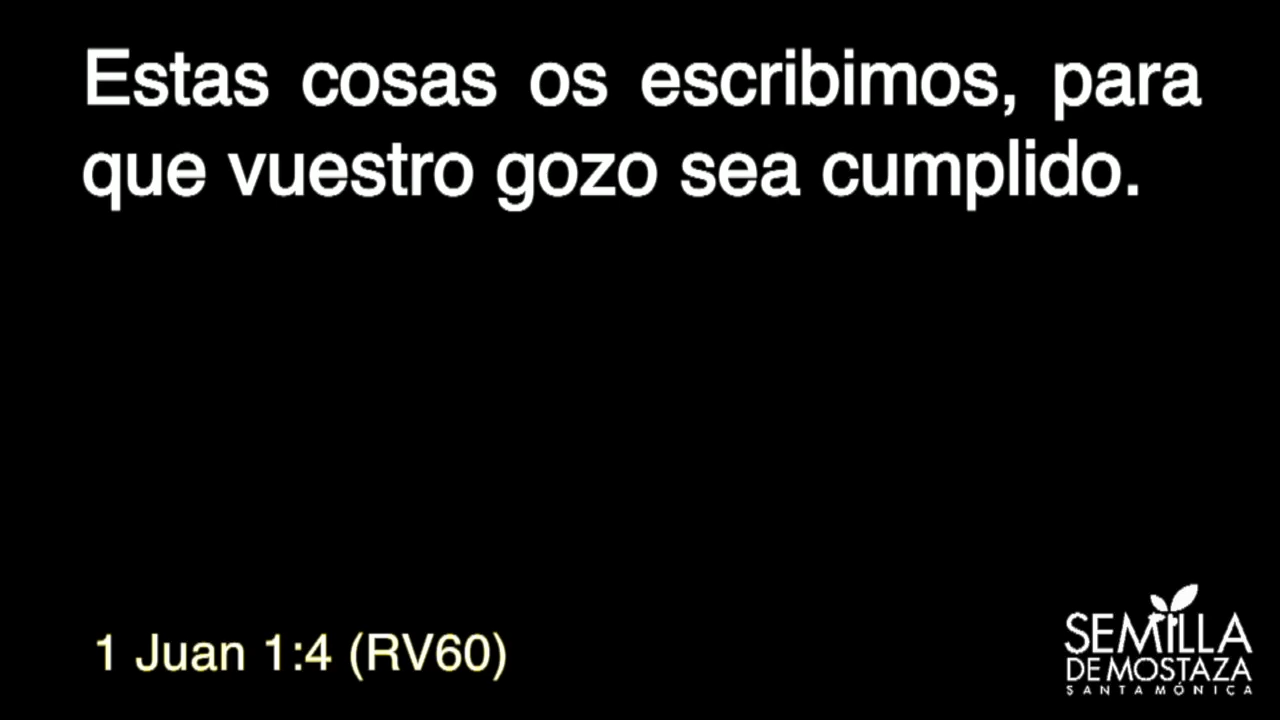 Estas cosas os escribimos, para
que vuestro gozo sea cumplido.
1 Juan 1:4 (RV60)
SEMILLA
DE MOSTAZA
SANTA MÓNICA